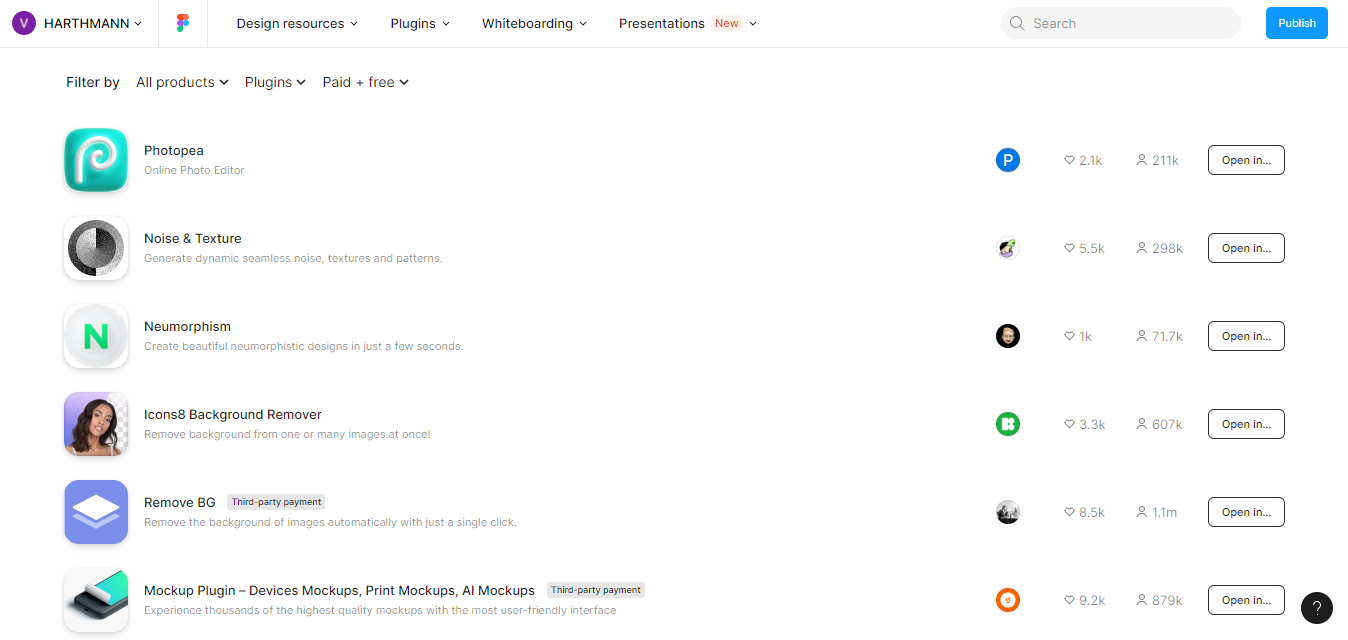 V HARTHMANN Design resources Plugins Whiteboarding Presentations New Search Publish
Filter by All products Plugins Paid + free
Photopea
Online Photo Editor
P 2.1k 211k Open in...
Noise & Texture
Generate dynamic seamless noise, textures and patterns.
5.5k 298k Open in...
Neumorphism
Create beautiful neumorphistic designs in just a few seconds.
N
1k 71.7k Open in...
Icons8 Background Remover
Remove background from one or many images at once!
3.3k 607k Open in...
Remove BG Third-party payment
Remove the background of images automatically with just a single click.
8.5k 1.1m Open in...
Mockup Plugin – Devices Mockups, Print Mockups, AI Mockups Third-party payment
Experience thousands of the highest quality mockups with the most user-friendly interface
9.2k 879k Open in...
?